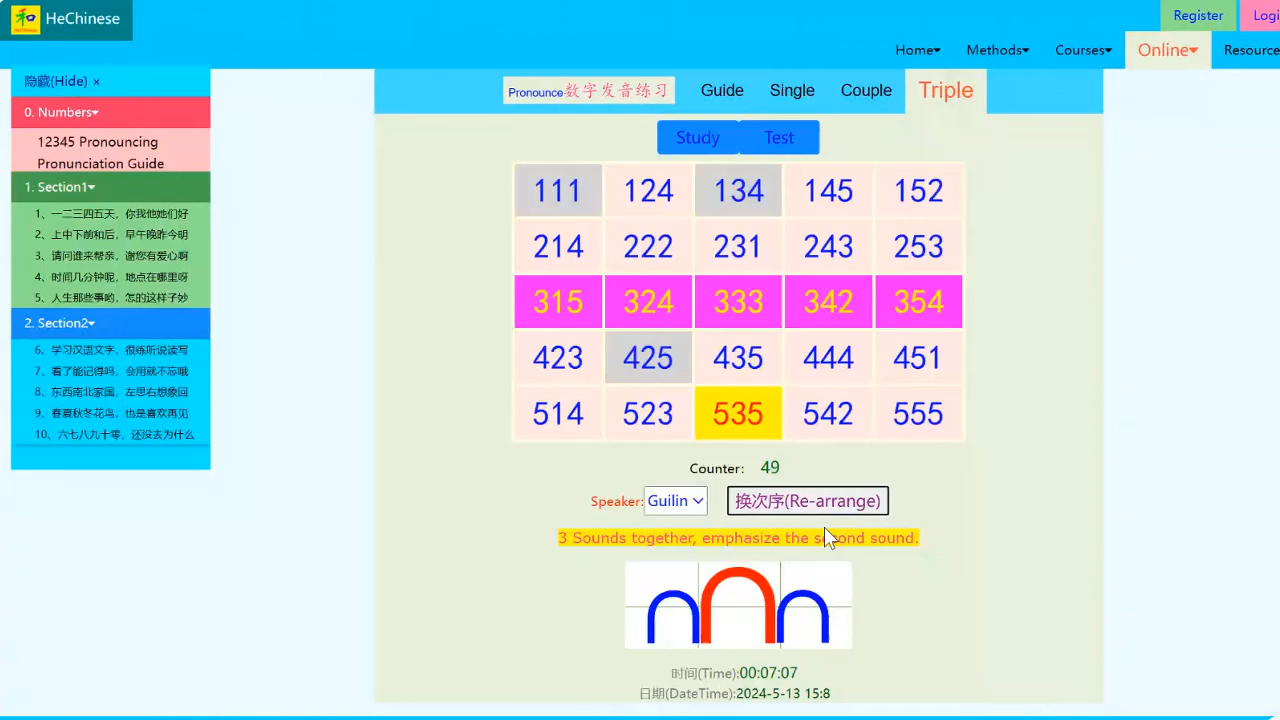 HeChinese
Register Logi
Home▾ Methods▾ Courses▾ Online▾ Resource
隐藏(Hide) ×
0. Numbers▾
12345 Pronouncing
Pronunciation Guide
1. Section1▾
1、一二三四五天，你我他她们好
2、上中下前和后，早午晚昨今明
3、请问谁来帮亲，谢您有爱心啊
4、时间几分钟呢，地点在哪里呀
5、人生那些事哟，怎的这样子妙
2. Section2▾
6、学习汉语文字，很练听说读写
7、看了能记得吗，会用就不忘哦
8、东西南北家国，左思右想象回
9、春夏秋冬花鸟，也是喜欢再见
10、六七八九十零，还没去为什么
Pronounce数字发音练习 Guide Single Couple Triple
Study Test
111 124 134 145 152
214 222 231 243 253
315 324 333 342 354
423 425 435 444 451
514 523 535 542 555
Counter: 49
Speaker: Guilin 换次序(Re-arrange)
3 Sounds together, emphasize the second sound.
时间(Time):00:07:07
日期(DateTime):2024-5-13 15:8